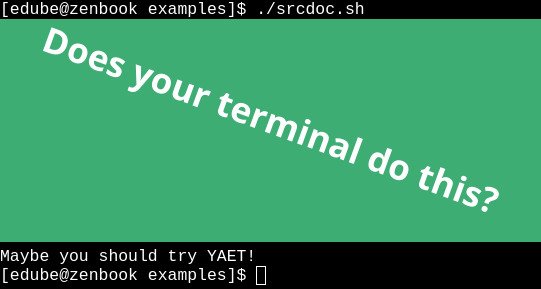 [edube@zenbook examples]$ ./srcdoc.sh
Does your terminal do this?
Maybe you should try YAET!
[edube@zenbook examples]$